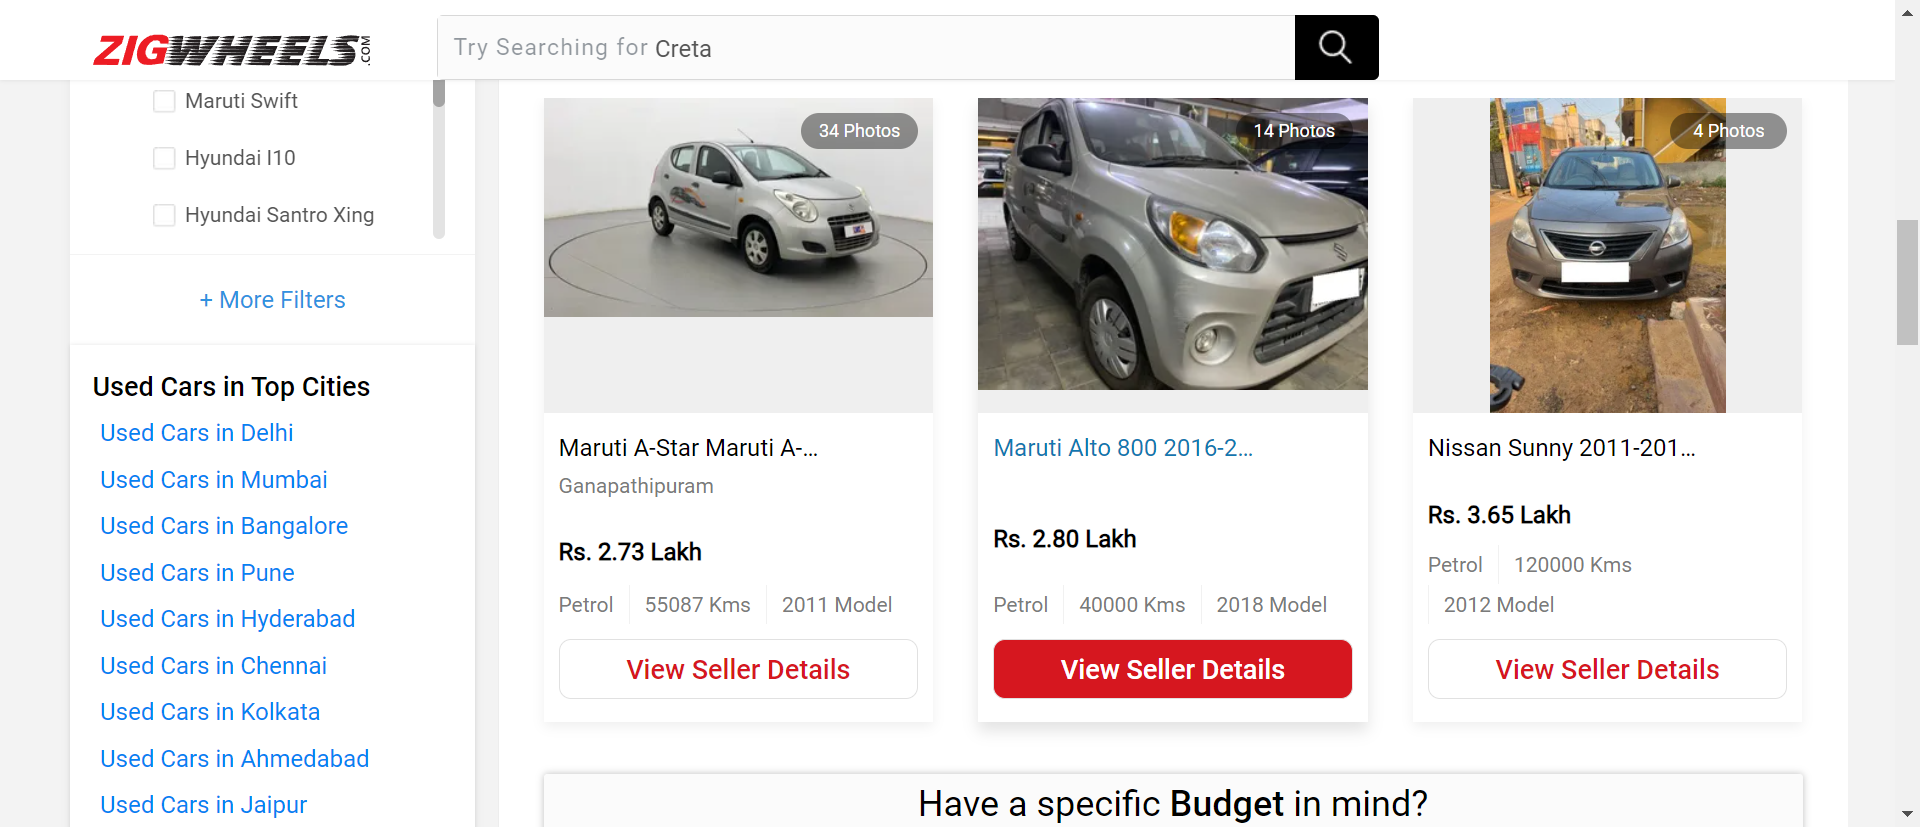 ZIGWHEELS.COM
Try Searching for Creta
Maruti Swift
Hyundai I10
Hyundai Santro Xing
+ More Filters
Used Cars in Top Cities
Used Cars in Delhi
Used Cars in Mumbai
Used Cars in Bangalore
Used Cars in Pune
Used Cars in Hyderabad
Used Cars in Chennai
Used Cars in Kolkata
Used Cars in Ahmedabad
Used Cars in Jaipur
34 Photos
Maruti A-Star Maruti A-...
Ganapathipuram
Rs. 2.73 Lakh
Petrol 55087 Kms 2011 Model
View Seller Details
14 Photos
Maruti Alto 800 2016-2...
Rs. 2.80 Lakh
Petrol 40000 Kms 2018 Model
View Seller Details
4 Photos
Nissan Sunny 2011-201...
Rs. 3.65 Lakh
Petrol 120000 Kms
2012 Model
View Seller Details
Have a specific Budget in mind?